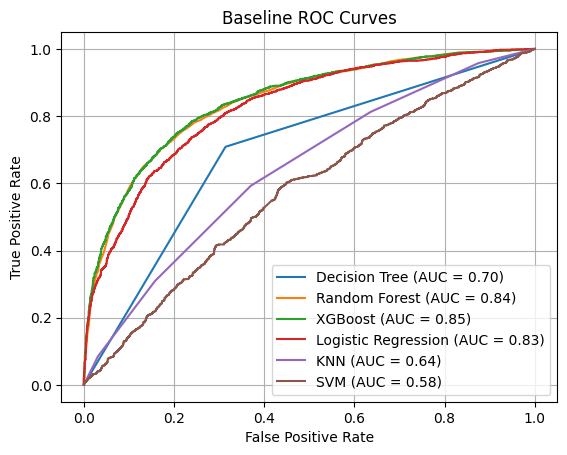 Baseline ROC Curves
True Positive Rate
1.0
0.8
0.6
0.4
0.2
0.0
Decision Tree (AUC = 0.70)
Random Forest (AUC = 0.84)
XGBoost (AUC = 0.85)
Logistic Regression (AUC = 0.83)
KNN (AUC = 0.64)
SVM (AUC = 0.58)
0.0 0.2 0.4 0.6 0.8 1.0
False Positive Rate